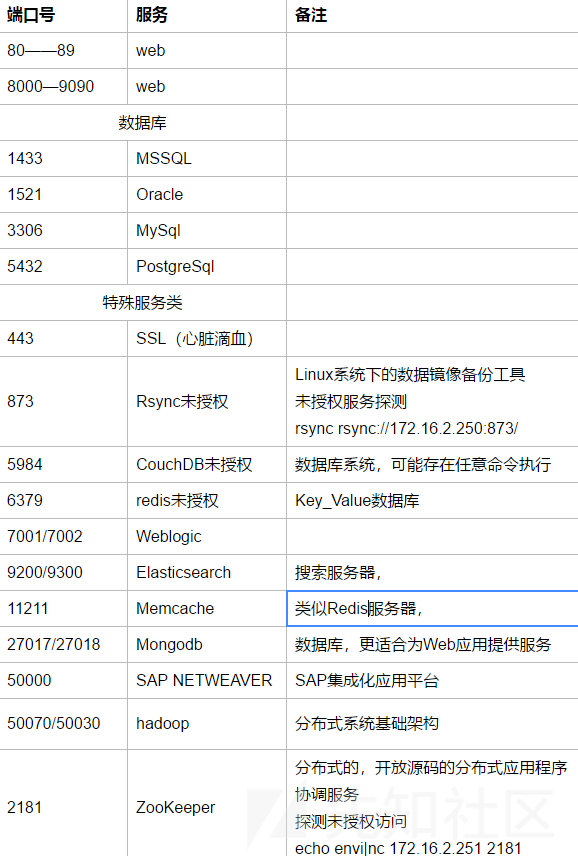 端口号 服务 备注
80——89 web
8000—9090 web
数据库
1433 MSSQL
1521 Oracle
3306 MySql
5432 PostgreSql
特殊服务类
443 SSL（心脏滴血）
Linux系统下的数据镜像备份工具
873 Rsync未授权 未授权服务探测
rsync rsync://172.16.2.250:873/
5984 CouchDB未授权 数据库系统，可能存在任意命令执行
6379 redis未授权 Key_Value数据库
7001/7002 Weblogic
9200/9300 Elasticsearch 搜索服务器，
11211 Memcache 类似Redis服务器，
27017/27018 Mongodb 数据库，更适合为Web应用提供服务
50000 SAP NETWEAVER SAP集成化应用平台
50070/50030 hadoop 分布式系统基础架构
分布式的，开放源码的分布式应用程序
协调服务
2181 ZooKeeper
探测未授权访问
echo envi|nc 172.16.2.251 2181
先知社区